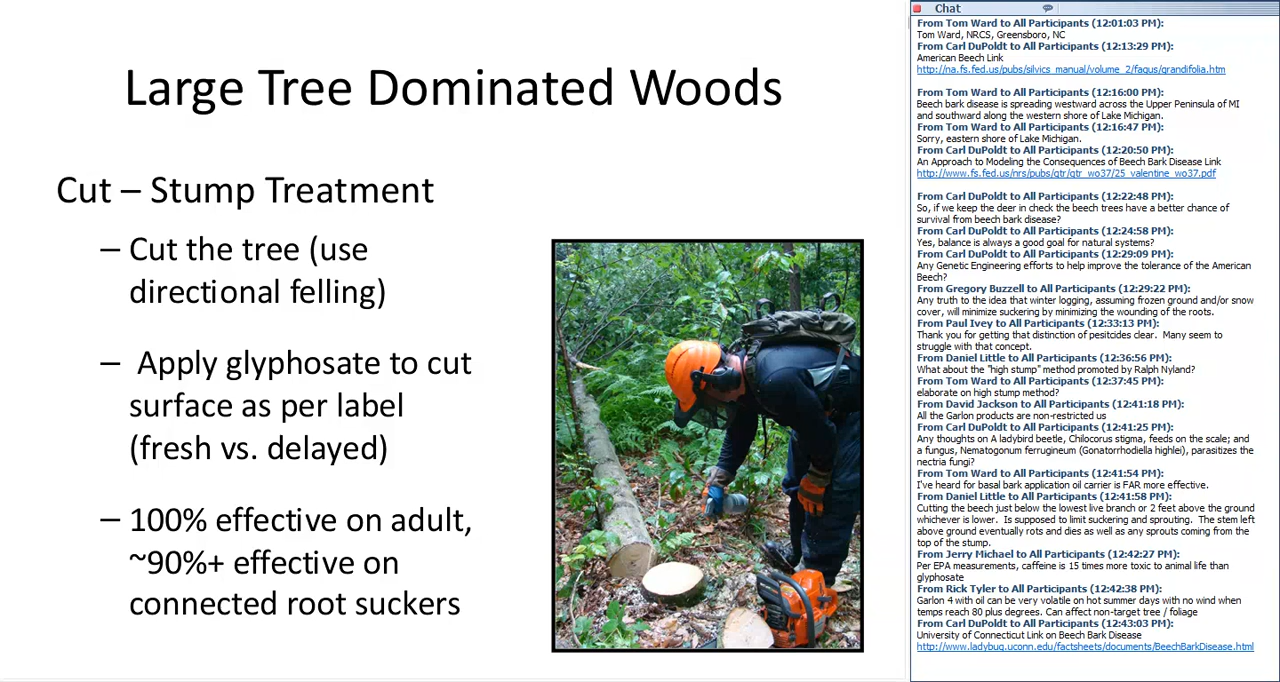 Large Tree Dominated Woods
Cut – Stump Treatment
– Cut the tree (use
directional felling)
– Apply glyphosate to cut
surface as per label
(fresh vs. delayed)
– 100% effective on adult,
~90%+ effective on
connected root suckers
Chat
From Tom Ward to All Participants (12:01:03 PM):
Tom Ward, NRCS, Greensboro, NC
From Carl DuPoldt to All Participants (12:13:29 PM):
American Beech Link
http://na.fs.fed.us/pubs/silvics_manual/volume_2/fagus/grandifolia.htm
From Tom Ward to All Participants (12:16:00 PM):
Beech bark disease is spreading westward across the Upper Peninsula of MI
and southward along the western shore of Lake Michigan.
From Tom Ward to All Participants (12:16:47 PM):
Sorry, eastern shore of Lake Michigan.
From Carl DuPoldt to All Participants (12:20:50 PM):
An Approach to Modeling the Consequences of Beech Bark Disease Link
http://www.fs.fed.us/nrs/pubs/gtr/gtr_wo37/25_valentine_wo37.pdf
From Carl DuPoldt to All Participants (12:22:48 PM):
So, if we keep the deer in check the beech trees have a better chance of
survival from beech bark disease?
From Carl DuPoldt to All Participants (12:24:58 PM):
Yes, balance is always a good goal for natural systems?
From Carl DuPoldt to All Participants (12:29:09 PM):
Any Genetic Engineering efforts to help improve the tolerance of the American
Beech?
From Gregory Buzzell to All Participants (12:29:22 PM):
Any truth to the idea that winter logging, assuming frozen ground and/or snow
cover, will minimize suckering by minimizing the wounding of the roots.
From Paul Ivey to All Participants (12:33:13 PM):
Thank you for getting that distinction of pesitcides clear.  Many seem to
struggle with that concept.
From Daniel Little to All Participants (12:36:56 PM):
What about the "high stump" method promoted by Ralph Nyland?
From Tom Ward to All Participants (12:37:45 PM):
elaborate on high stump method?
From David Jackson to All Participants (12:41:18 PM):
All the Garlon products are non-restricted us
From Carl DuPoldt to All Participants (12:41:25 PM):
Any thoughts on A ladybird beetle, Chilocorus stigma, feeds on the scale; and
a fungus, Nematogonum ferrugineum (Gonatorrhodiella highlei), parasitizes the
nectria fungi?
From Tom Ward to All Participants (12:41:54 PM):
I've heard for basal bark application oil carrier is FAR more effective.
From Daniel Little to All Participants (12:41:58 PM):
Cutting the beech just below the lowest live branch or 2 feet above the ground
whichever is lower.  Is supposed to limit suckering and sprouting.  The stem left
above ground eventually rots and dies as well as any sprouts coming from the
top of the stump.
From Jerry Michael to All Participants (12:42:27 PM):
Per EPA measurements, caffeine is 15 times more toxic to animal life than
glyphosate
From Rick Tyler to All Participants (12:42:38 PM):
Garlon 4 with oil can be very volatile on hot summer days with no wind when
temps reach 80 plus degrees. Can affect non-target tree / foliage
From Carl DuPoldt to All Participants (12:43:03 PM):
University of Connecticut Link on Beech Bark Disease
http://www.ladybug.uconn.edu/factsheets/documents/BeechBarkDisease.html